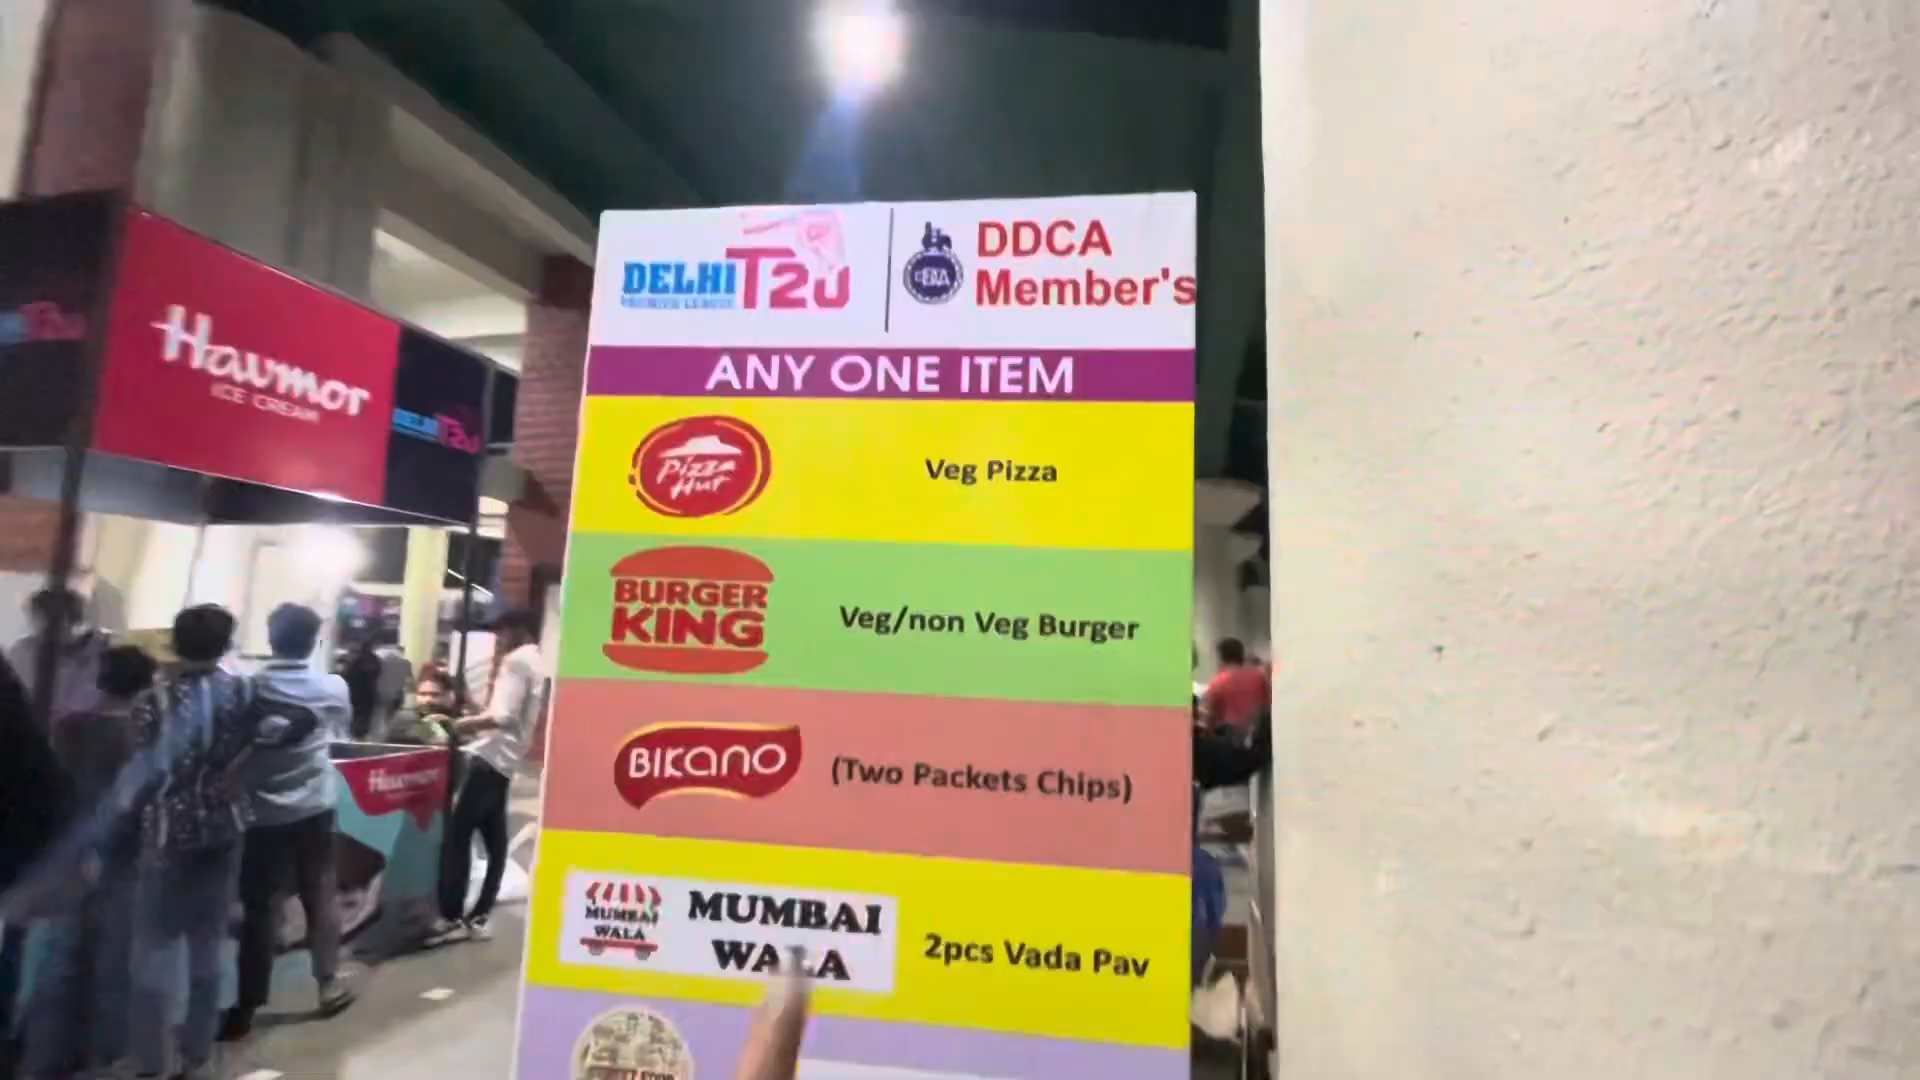 Havmor
ICE CREAM
DELHI T20
PREMIER LEAGUE
DDCA
Member's
ANY ONE ITEM
Pizza
Hut
Veg Pizza
BURGER
KING
Veg/non Veg Burger
BIKANO
(Two Packets Chips)
MUMBAI
WALA
MUMBAI
WALA
2pcs Vada Pav
Havmor